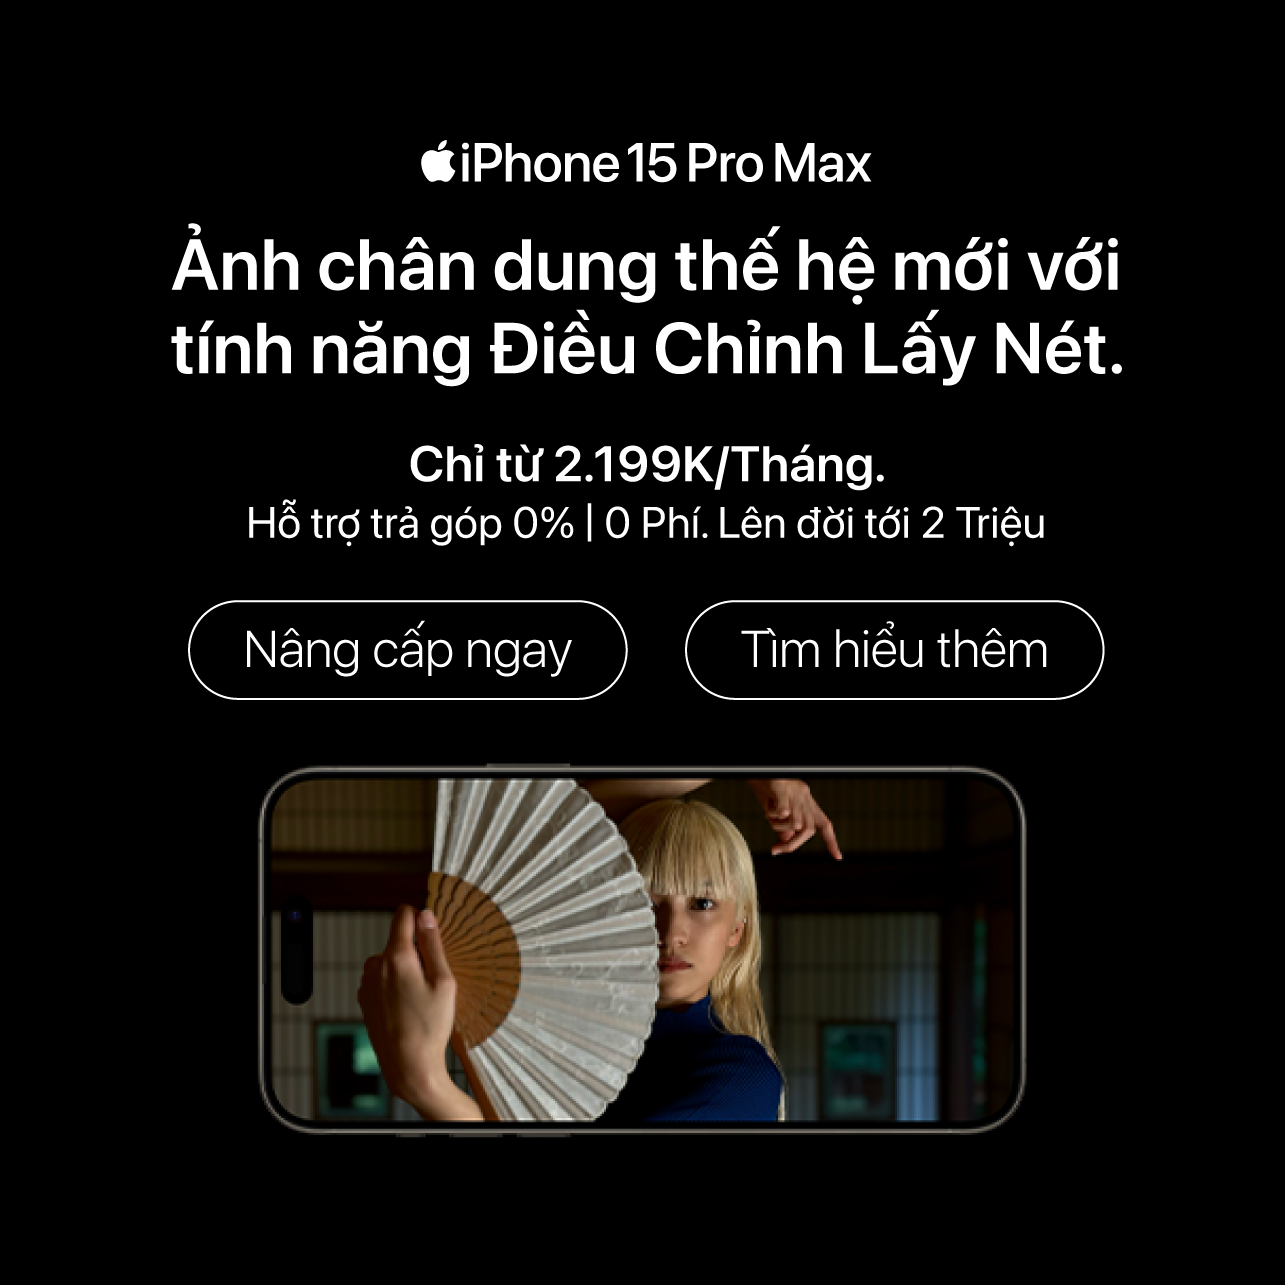 iPhone 15 Pro Max
Ảnh chân dung thế hệ mới với
tính năng Điều Chỉnh Lấy Nét.
Chỉ từ 2.199K/Tháng.
Hỗ trợ trả góp 0% | 0 Phí. Lên đời tới 2 Triệu
Nâng cấp ngay
Tìm hiểu thêm